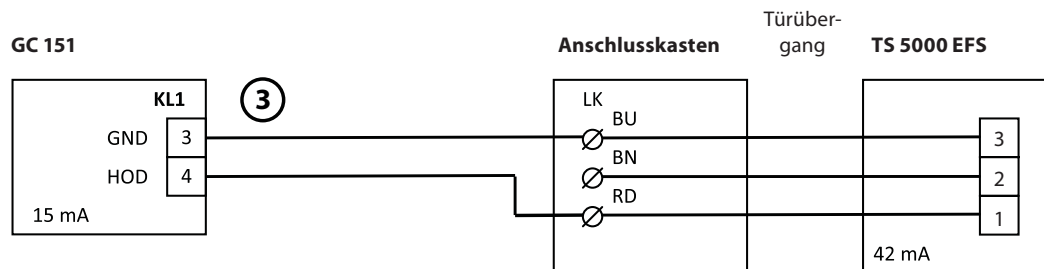 Türüber-
gang
GC 151
Anschlusskasten
TS 5000 EFS
KL1
3
LK
BU
GND
3
3
BN
HOD
4
2
RD
15 mA
1
42 mA